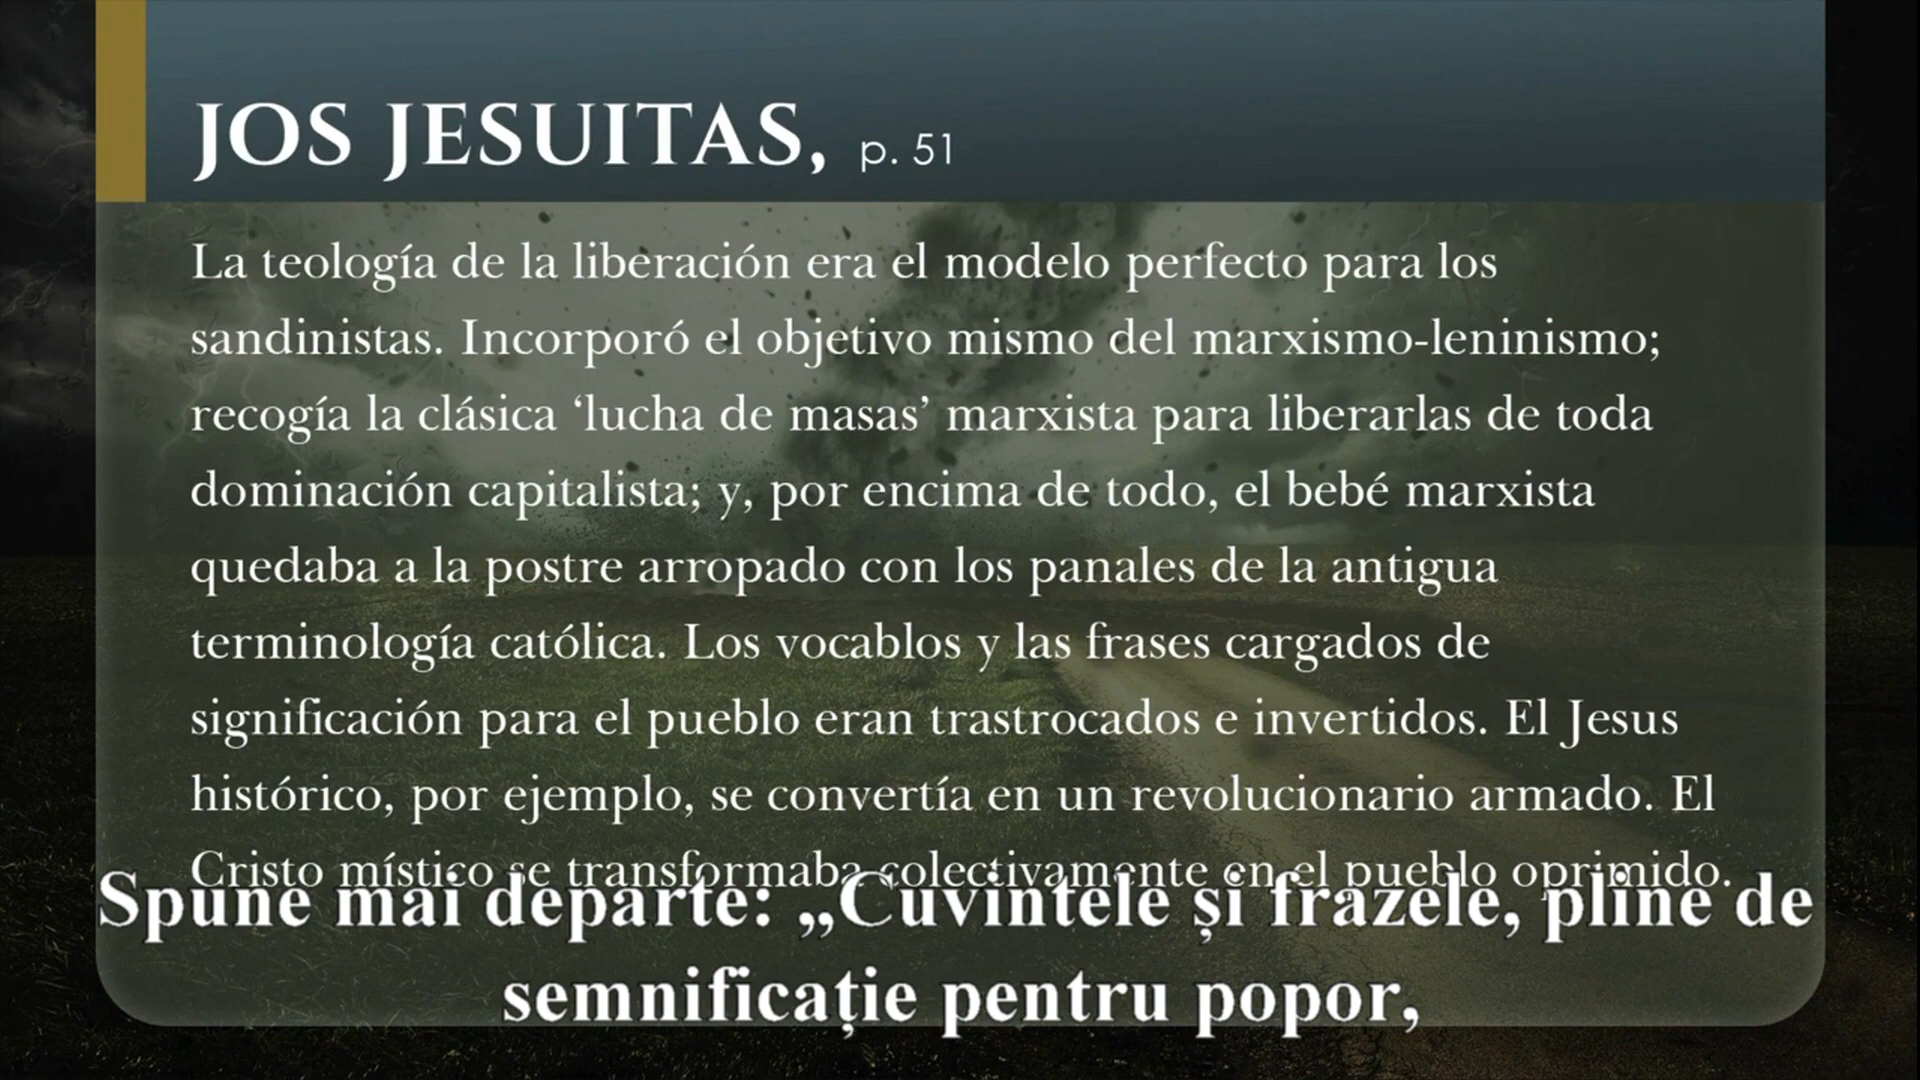 JOS JESUITAS, p. 51
La teología de la liberación era el modelo perfecto para los
sandinistas. Incorporó el objetivo mismo del marxismo-leninismo;
recogía la clásica ‘lucha de masas’ marxista para liberarlas de toda
dominación capitalista; y, por encima de todo, el bebé marxista
quedaba a la postre arropado con los panales de la antigua
terminología católica. Los vocablos y las frases cargados de
significación para el pueblo eran trastrocados e invertidos. El Jesus
histórico, por ejemplo, se convertía en un revolucionario armado. El
Cristo místico se transformaba colectivamente en el pueblo oprimido.
Spune mai departe: „Cuvintele și frazele, pline de
semnificație pentru popor,